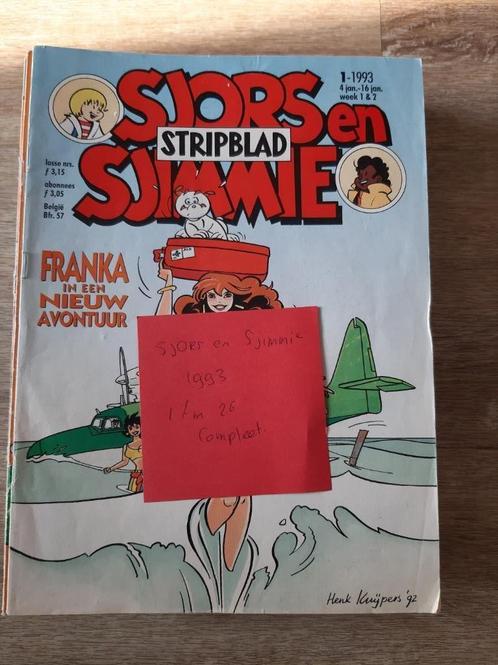 SJORS en
STRIPBLAD
SJIMMIE
1-1993
4 jan.-16 jan.
week 1 & 2
losse nrs.
ƒ 3,15
abonnees
ƒ 3,05
België
Bfr. 57
FRANKA
IN EEN
NIEUW
AVONTUUR
SJORS en Sjimmie
1993
1 t/m 26
Compleet.
Henk Kuijpers '92